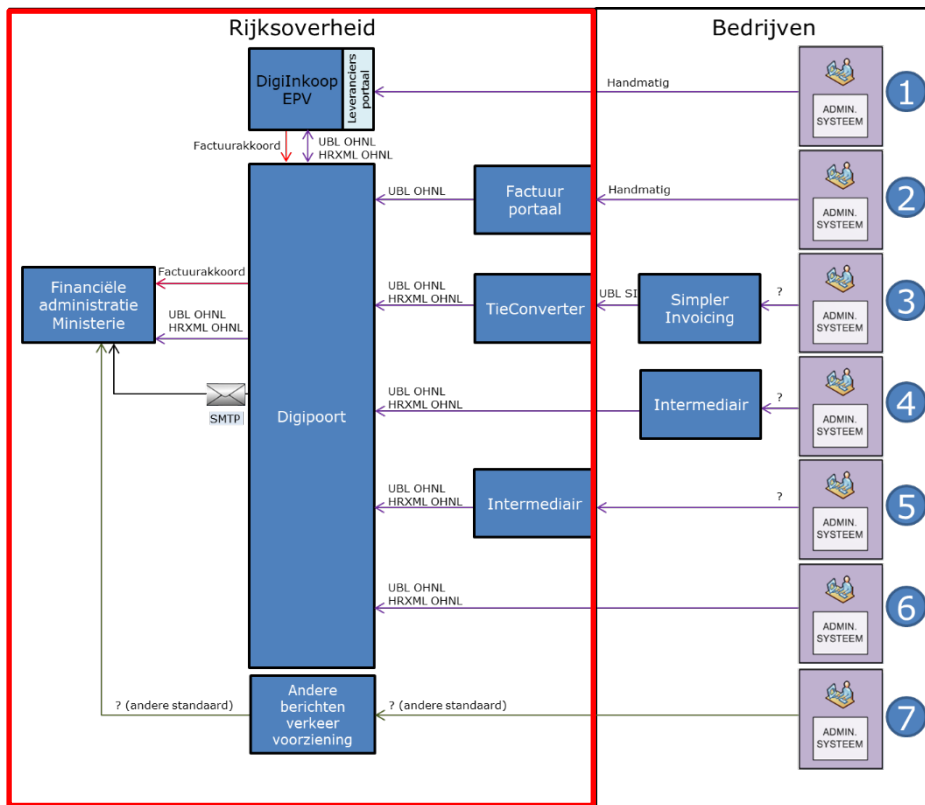 Rijksoverheid
Bedrijven
DigiInkoop
EPV
Leveranciers
portaal
Handmatig
ADMIN.
SYSTEEM
1
Factuurakkoord
UBL OHNL
HRXML OHNL
UBL OHNL
Factuur
portaal
Handmatig
ADMIN.
SYSTEEM
2
Financiële
administratie
Ministerie
Factuurakkoord
UBL OHNL
HRXML OHNL
UBL OHNL
HRXML OHNL
TieConverter
UBL SI
Simpler
Invoicing
?
ADMIN.
SYSTEEM
3
SMTP
Digipoort
UBL OHNL
HRXML OHNL
Intermediair
?
ADMIN.
SYSTEEM
4
UBL OHNL
HRXML OHNL
Intermediair
?
ADMIN.
SYSTEEM
5
UBL OHNL
HRXML OHNL
ADMIN.
SYSTEEM
6
? (andere standaard)
Andere
berichten
verkeer
voorziening
? (andere standaard)
ADMIN.
SYSTEEM
7